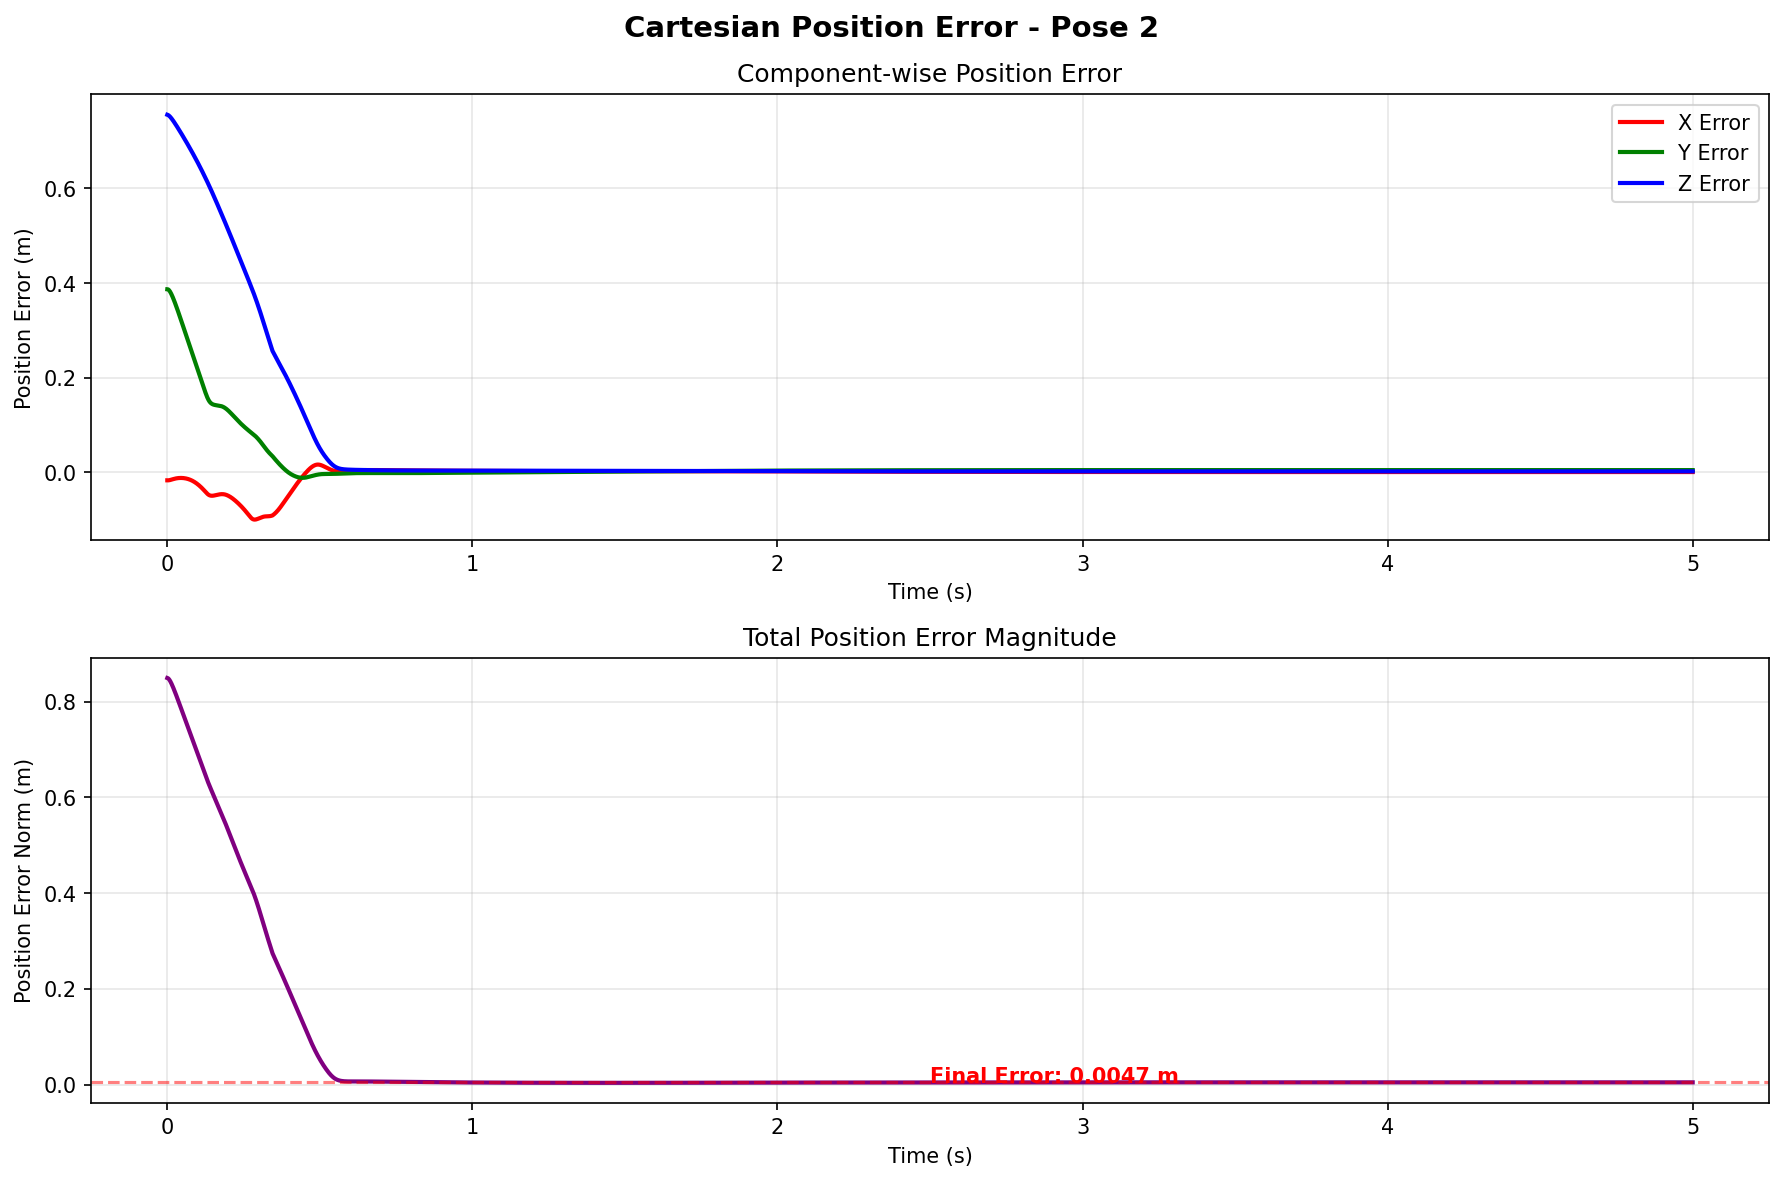 Cartesian Position Error - Pose 2
Component-wise Position Error
X Error
Y Error
Z Error
Position Error (m)
0.6
0.4
0.2
0.0
0 1 2 3 4 5
Time (s)
Total Position Error Magnitude
Position Error Norm (m)
0.8
0.6
0.4
0.2
0.0
Final Error: 0.0047 m
0 1 2 3 4 5
Time (s)